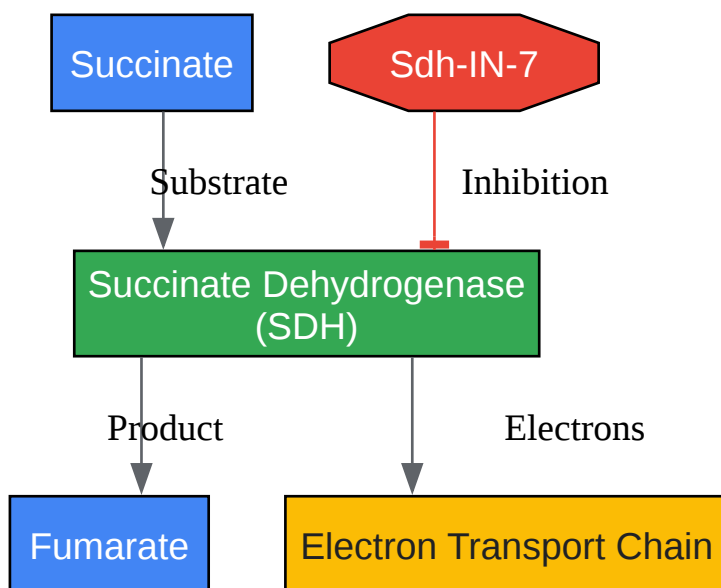 Succinate
Sdh-IN-7
Substrate
Inhibition
Succinate Dehydrogenase
(SDH)
Product
Electrons
Fumarate
Electron Transport Chain